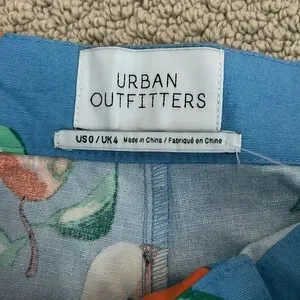 URBAN
OUTFITTERS
US 0 / UK 4 Made in China / Fabriqué en Chine